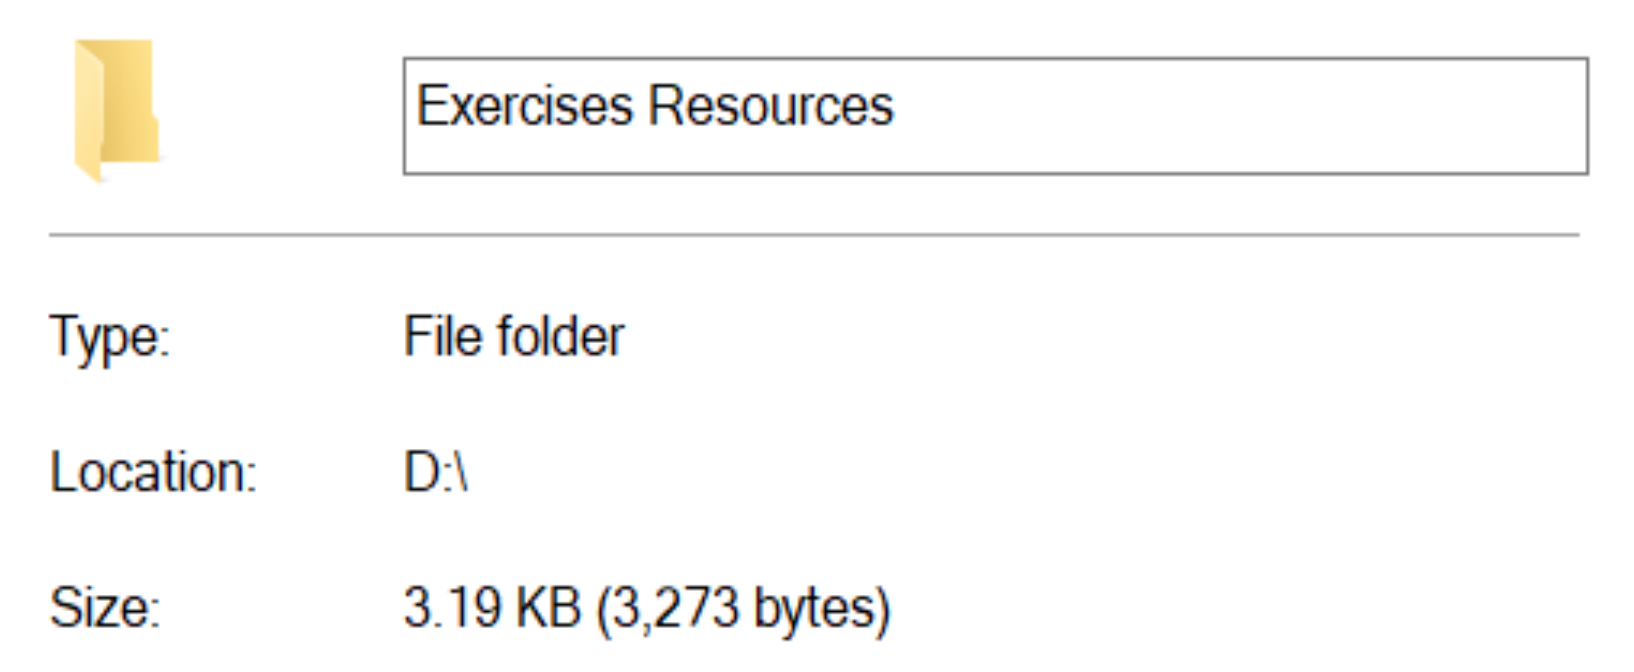 Exercises Resources
Type: File folder
Location: D:\
Size: 3.19 KB (3,273 bytes)